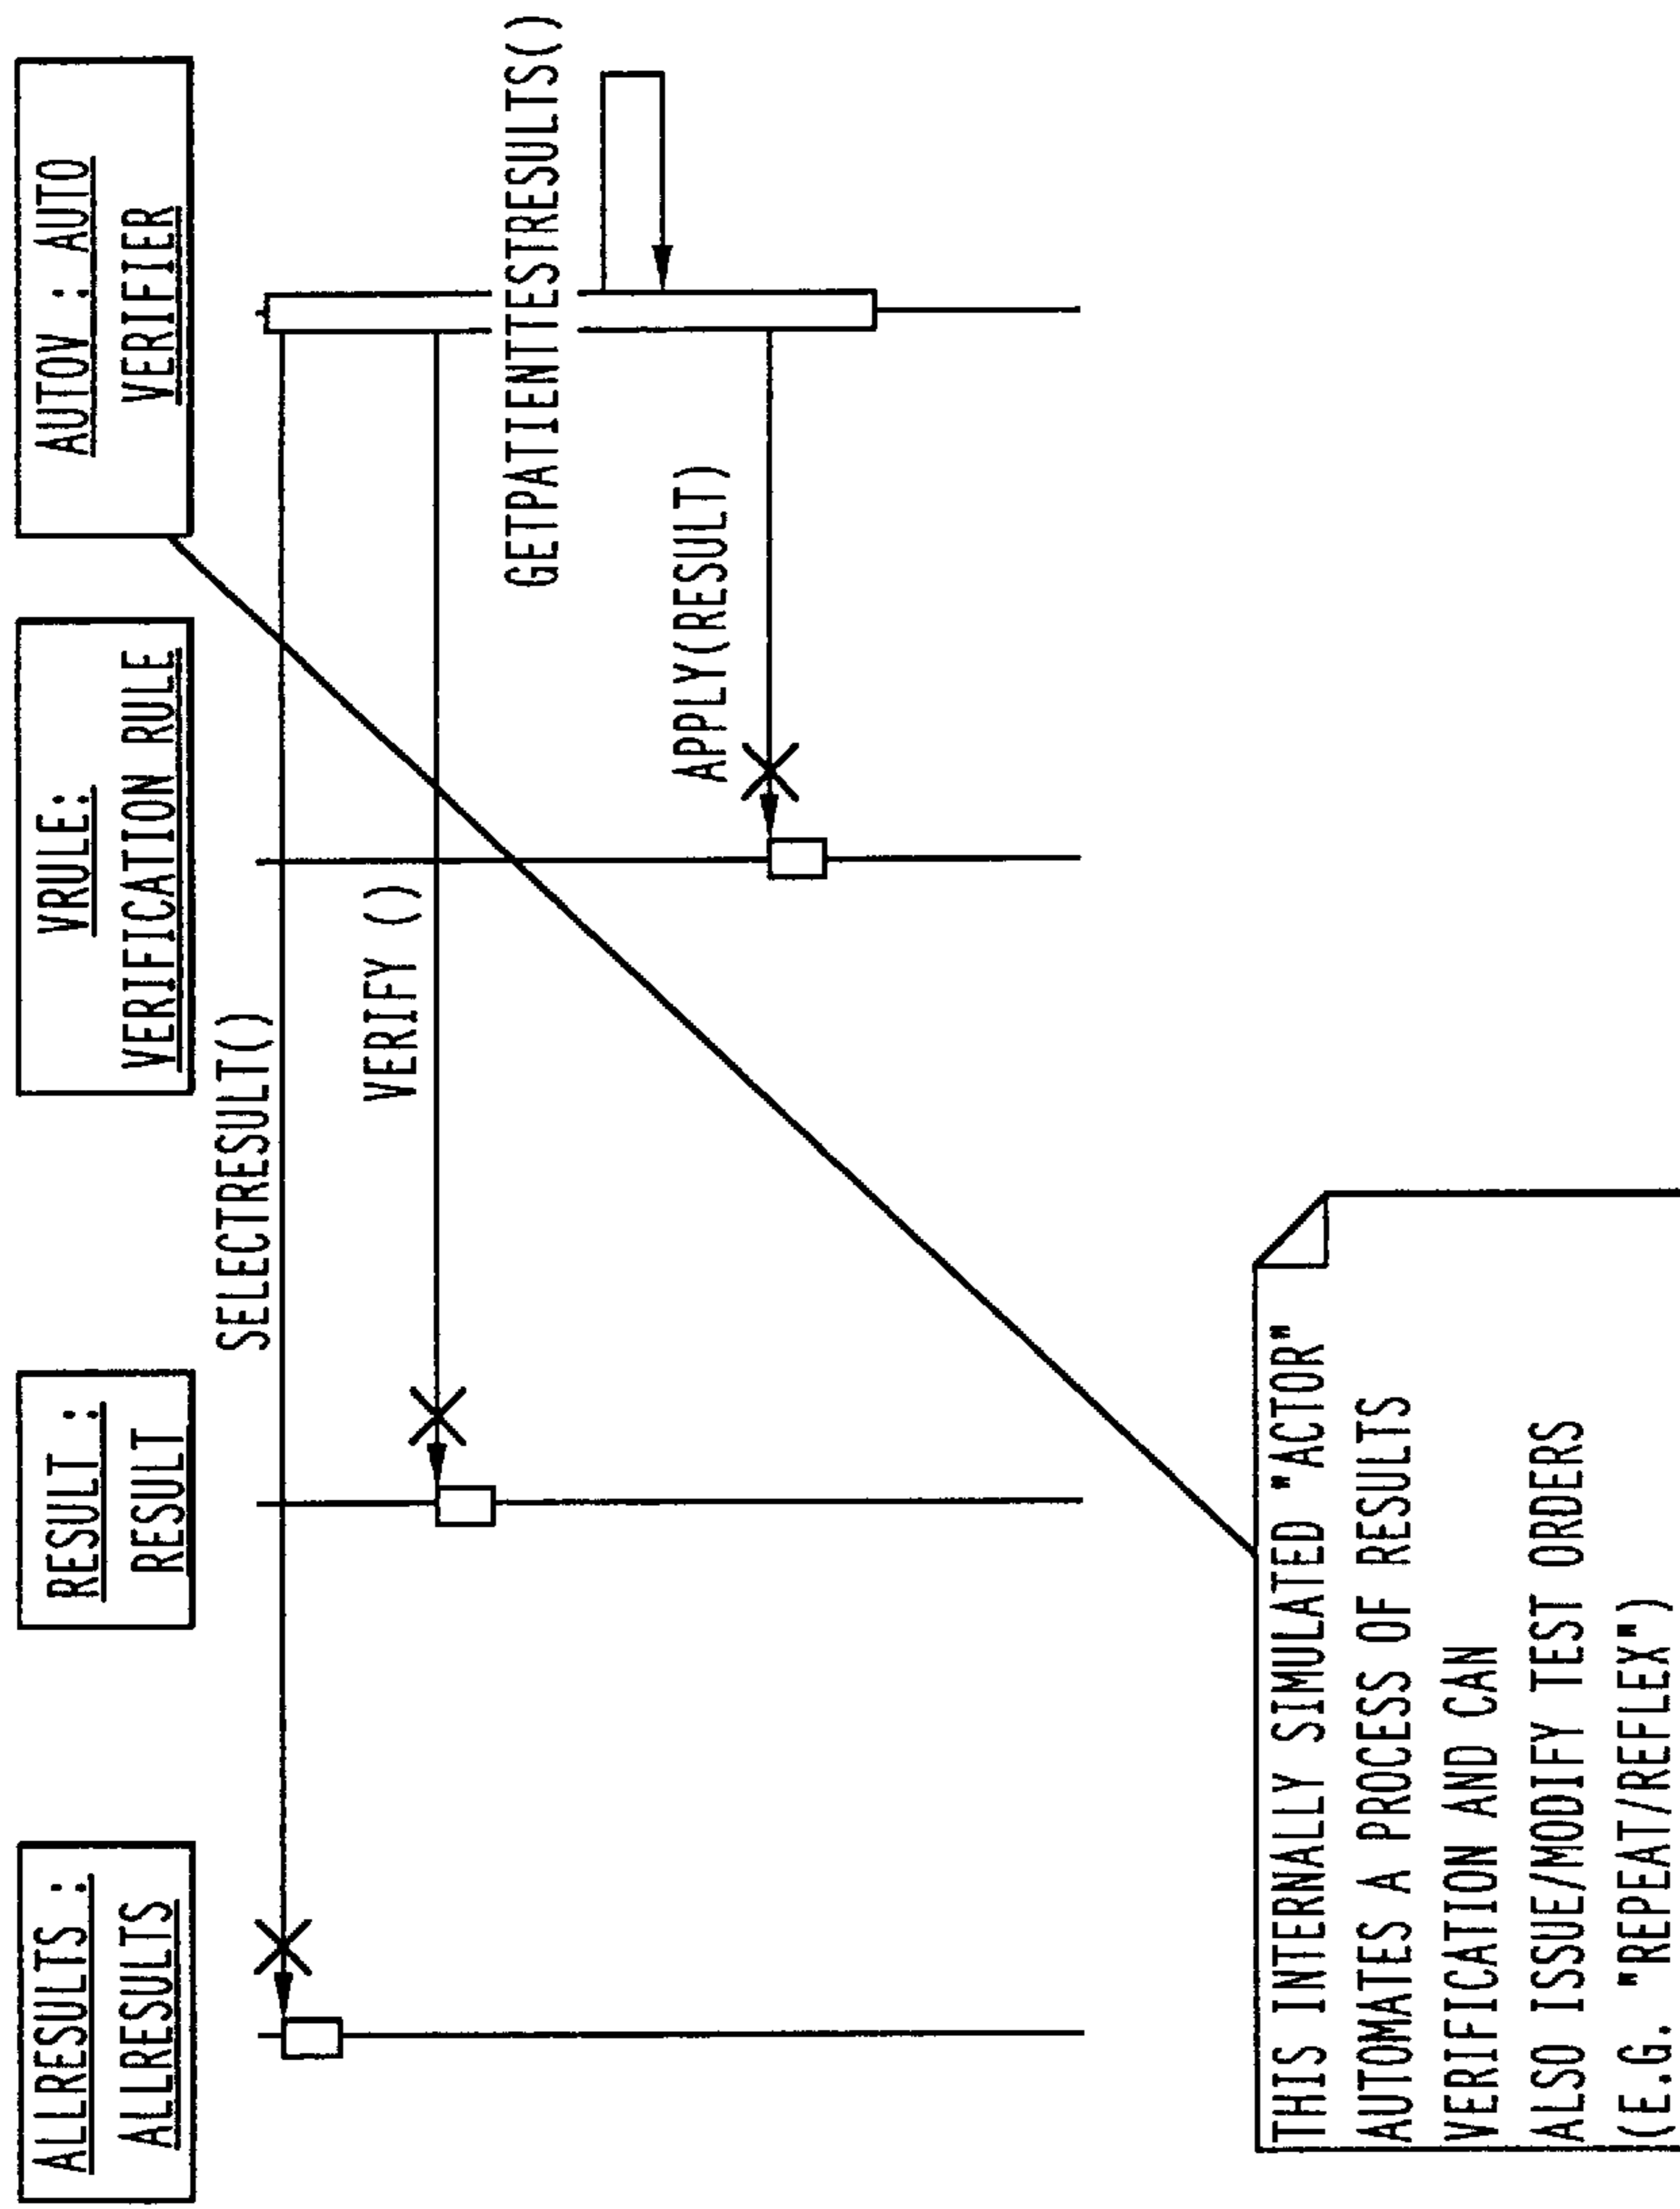 ALLRESULTS :
ALLRESULTS
RESULT :
RESULT
VRULE:
VERIFICATION RULE
AUTOV : AUTO
VERIFIER
SELECTRESULT()
VERIFY ()
GETPATIENTTESTRESULTS()
APPLY(RESULT)
THIS INTERNALLY SIMULATED "ACTOR"
AUTOMATES A PROCESS OF RESULTS
VERIFICATION AND CAN
ALSO ISSUE/MODIFY TEST ORDERS
(E.G. "REPEAT/REFLEX")